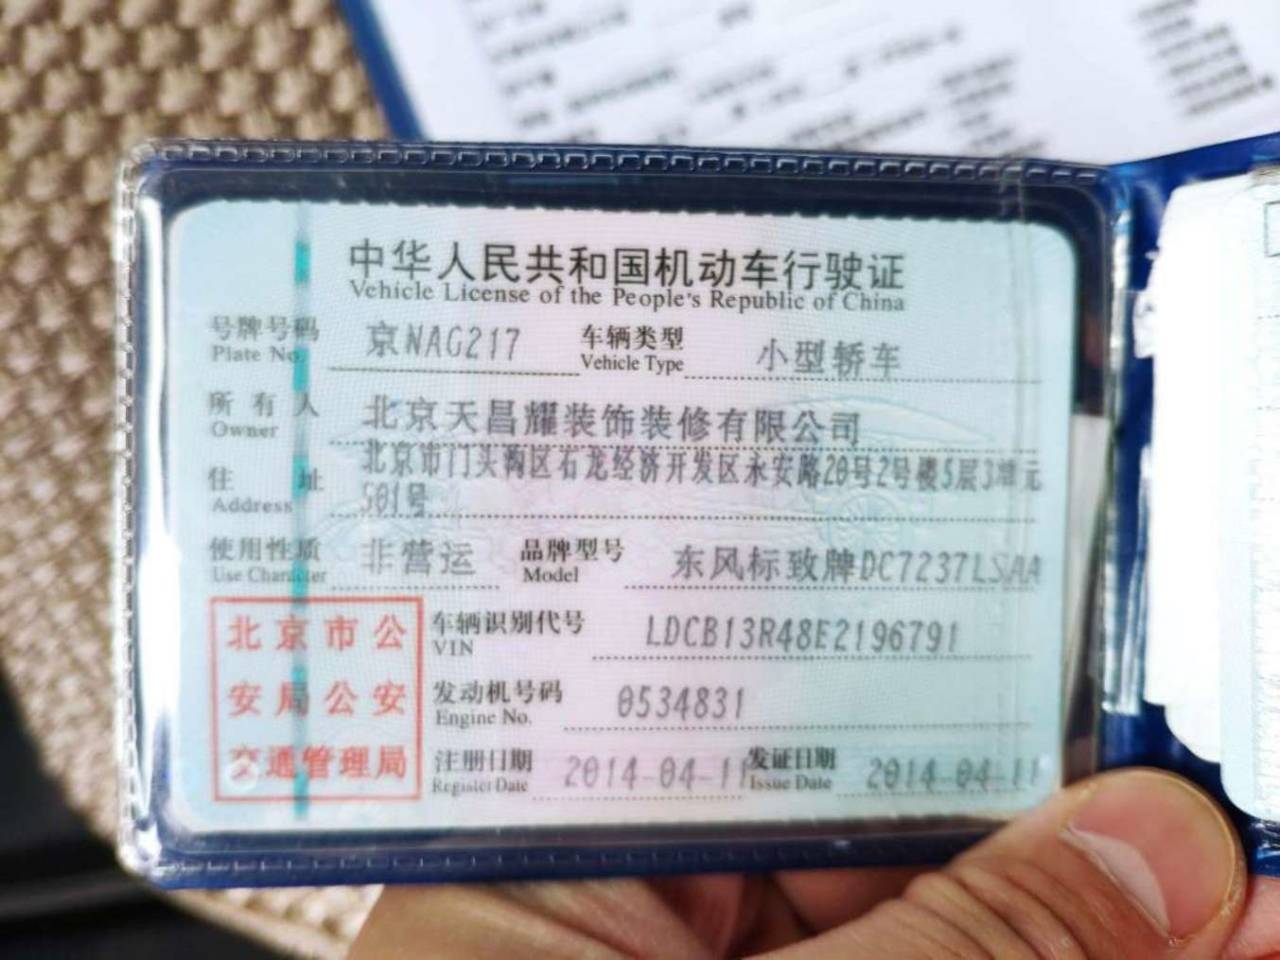 中华人民共和国机动车行驶证
Vehicle License of the People's Republic of China
号牌号码 京NAG217 车辆类型 小型轿车
Plate No. Vehicle Type
所有人 北京天昌耀装饰装修有限公司
Owner
住址 北京市门头沟区石龙经济开发区永安路20号2号楼5层3单元
Address 501号
使用性质 非营运 品牌型号 东风标致牌DC7237LSAA
Use Character Model
北京市公
安局公安
交通管理局
车辆识别代号 LDCB13R48E2196791
VIN
发动机号码 0534831
Engine No.
注册日期 2014-04-11 发证日期 2014-04-11
Register Date Issue Date